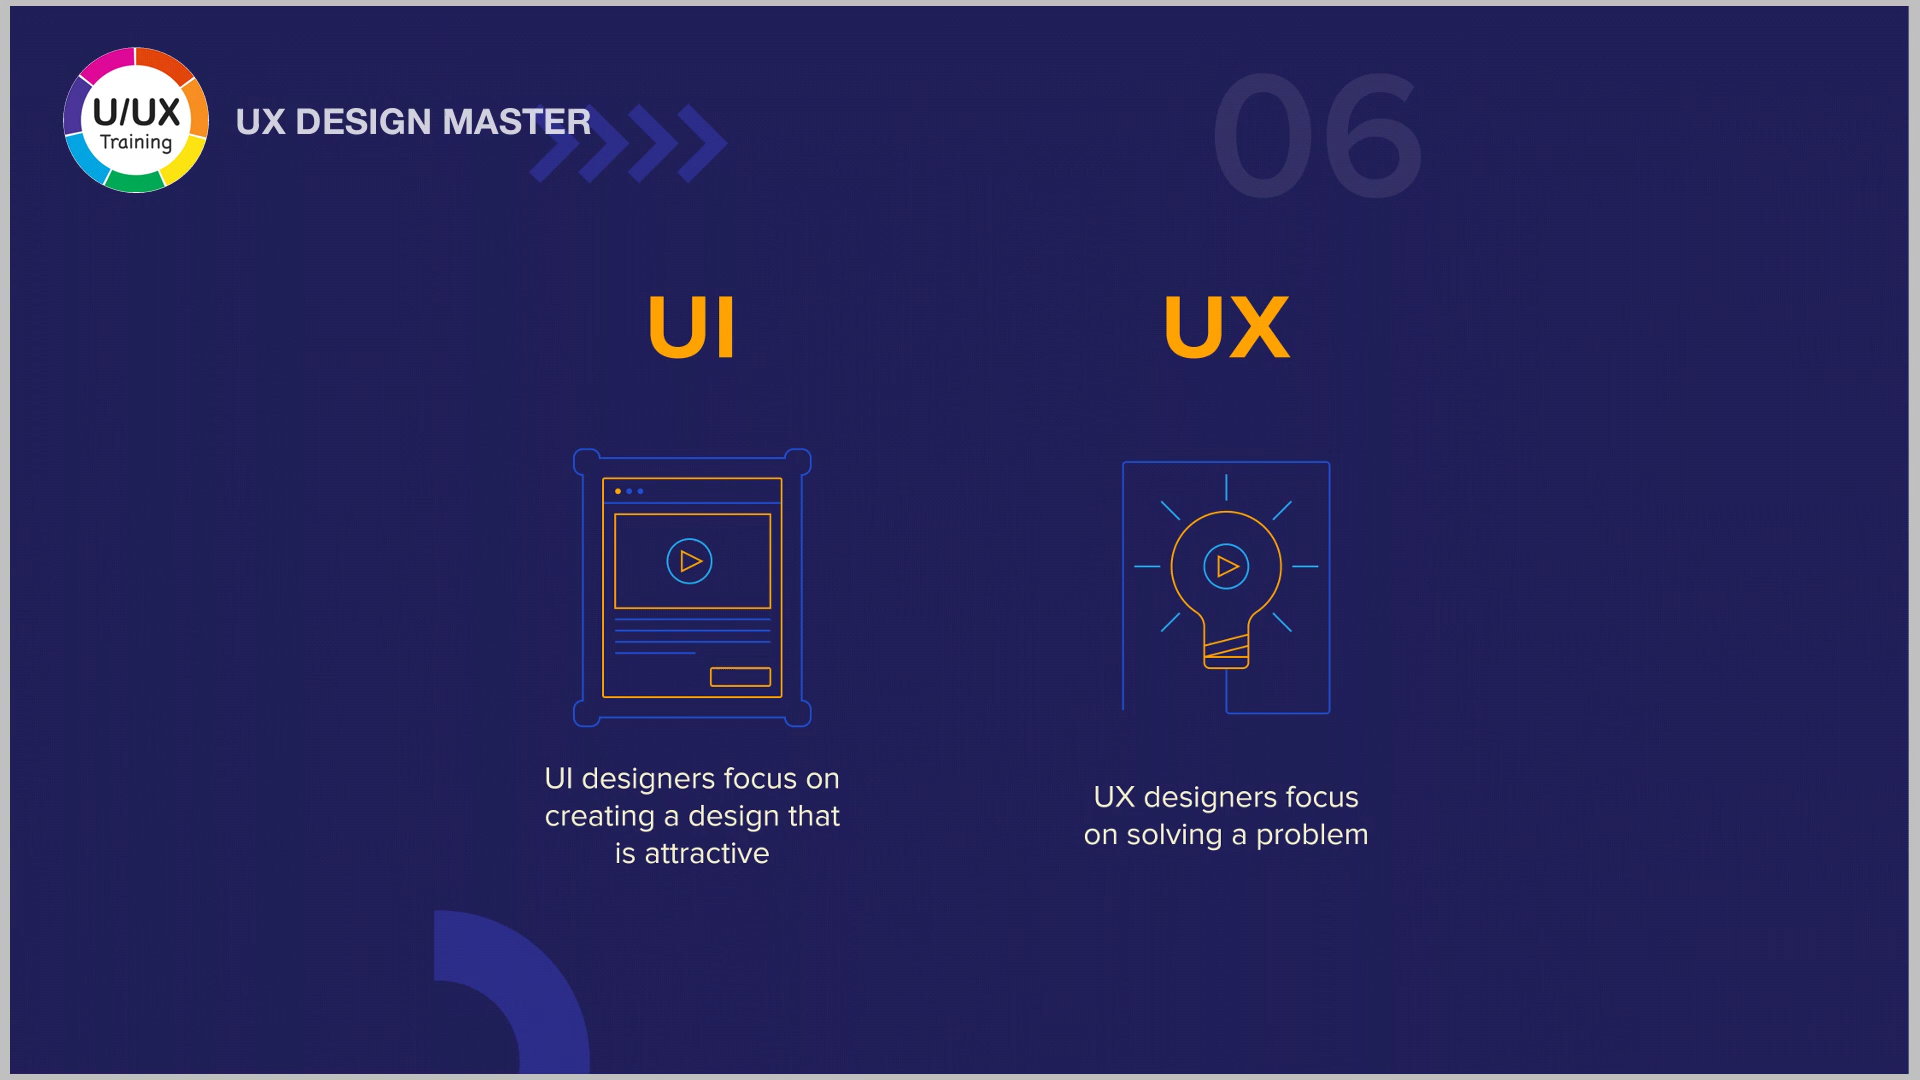 U/UX
Training
UX DESIGN MASTER
06
UI
UX
UI designers focus on
creating a design that
is attractive
UX designers focus
on solving a problem